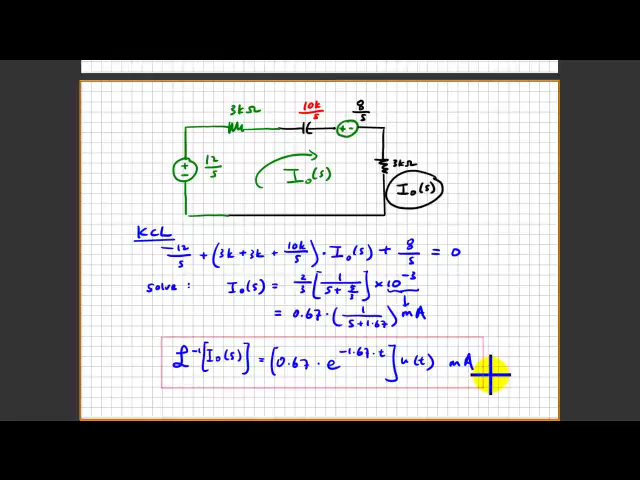 3kΩ 10k/s 8/s
12/s I₀(s) 3kΩ
I₀(s)
KCL
-12/s + (3k + 3k + 10k/s) · I₀(s) + 8/s = 0
solve : I₀(s) = 2/3 [1/(s + 5/3)] × 10⁻³
= 0.67 · (1/(s + 1.67)) mA
ℒ⁻¹[I₀(s)] = [0.67 · e^(-1.67·t)] u(t) mA